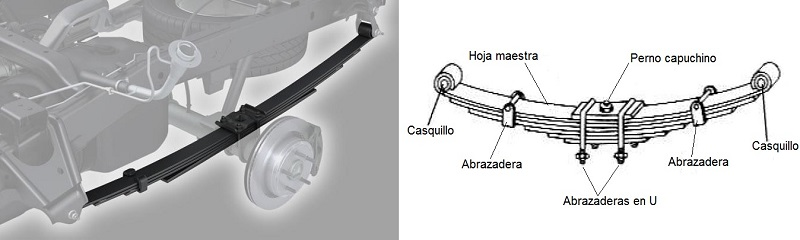 Hoja maestra
Perno capuchino
Casquillo
Casquillo
Abrazadera
Abrazadera
Abrazaderas en U